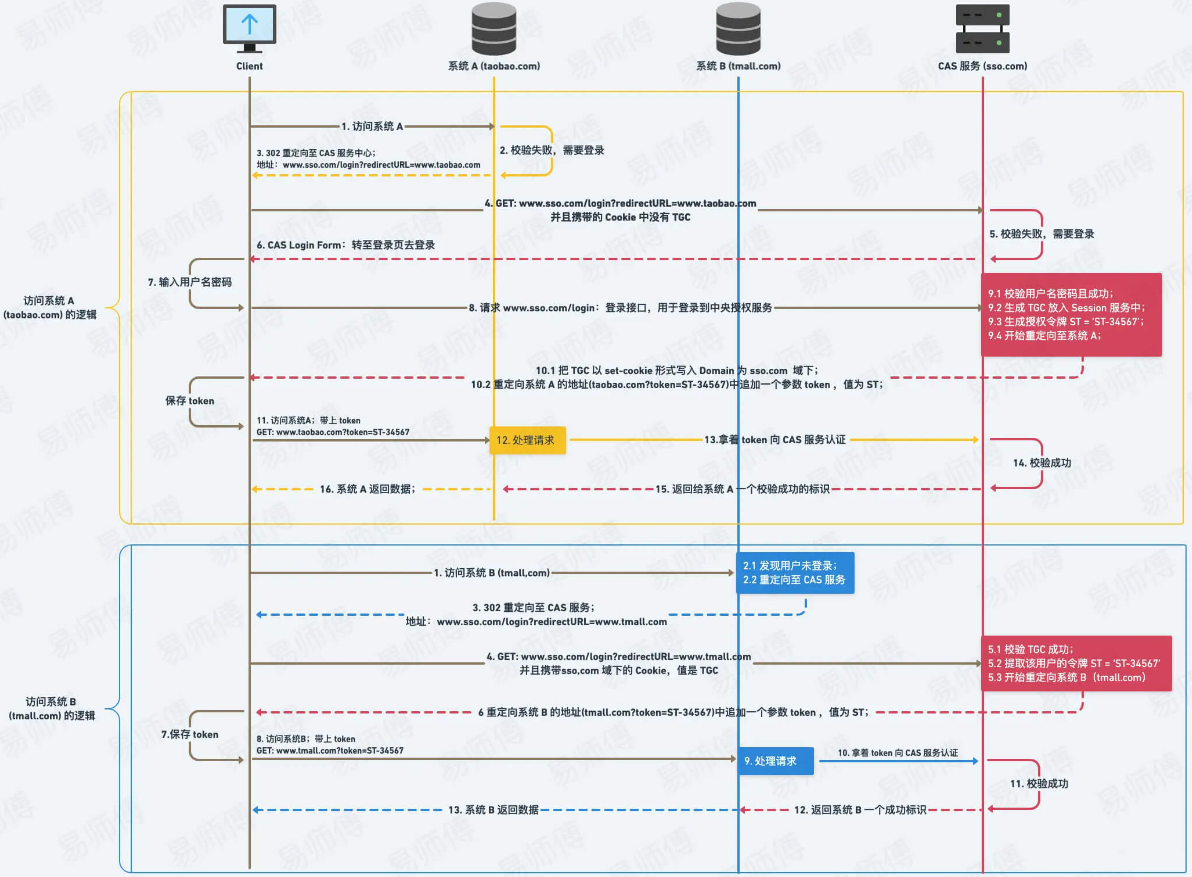 Client
系统 A (taobao.com)
系统 B (tmall.com)
CAS 服务 (sso.com)
1. 访问系统 A
2. 校验失败，需要登录
3. 302 重定向至 CAS 服务中心；
地址：www.sso.com/login?redirectURL=www.taobao.com
4. GET: www.sso.com/login?redirectURL=www.taobao.com
并且携带的 Cookie 中没有 TGC
5. 校验失败，需要登录
6. CAS Login Form：转至登录页去登录
7. 输入用户名密码
访问系统 A
(taobao.com) 的逻辑
8. 请求 www.sso.com/login：登录接口，用于登录到中央授权服务
9.1 校验用户名密码且成功；
9.2 生成 TGC 放入 Session 服务中；
9.3 生成授权令牌 ST = 'ST-34567'；
9.4 开始重定向至系统 A；
10.1 把 TGC 以 set-cookie 形式写入 Domain 为 sso.com 域下；
10.2 重定向系统 A 的地址(taobao.com?token=ST-34567)中追加一个参数 token ，值为 ST；
保存 token
11. 访问系统A；带上 token
GET: www.taobao.com?token=ST-34567
12. 处理请求
13.拿着 token 向 CAS 服务认证
14. 校验成功
15. 返回给系统 A 一个校验成功的标识
16. 系统 A 返回数据；
1. 访问系统 B (tmall,com)
2.1 发现用户未登录；
2.2 重定向至 CAS 服务
3. 302 重定向至 CAS 服务；
地址：www.sso.com/login?redirectURL=www.tmall.com
4. GET: www.sso.com/login?redirectURL=www.tmall.com
并且携带sso.com 域下的 Cookie，值是 TGC
5.1 校验 TGC 成功；
5.2 提取该用户的令牌 ST = 'ST-34567'
5.3 开始重定向系统 B（tmall.com）
访问系统 B
(tmall.com) 的逻辑
6 重定向系统 B 的地址(tmall.com?token=ST-34567)中追加一个参数 token ，值为 ST；
7.保存 token
8. 访问系统B；带上 token
GET: www.tmall.com?token=ST-34567
9. 处理请求
10. 拿着 token 向 CAS 服务认证
11. 校验成功
12. 返回系统 B 一个成功标识
13. 系统 B 返回数据
易师傅